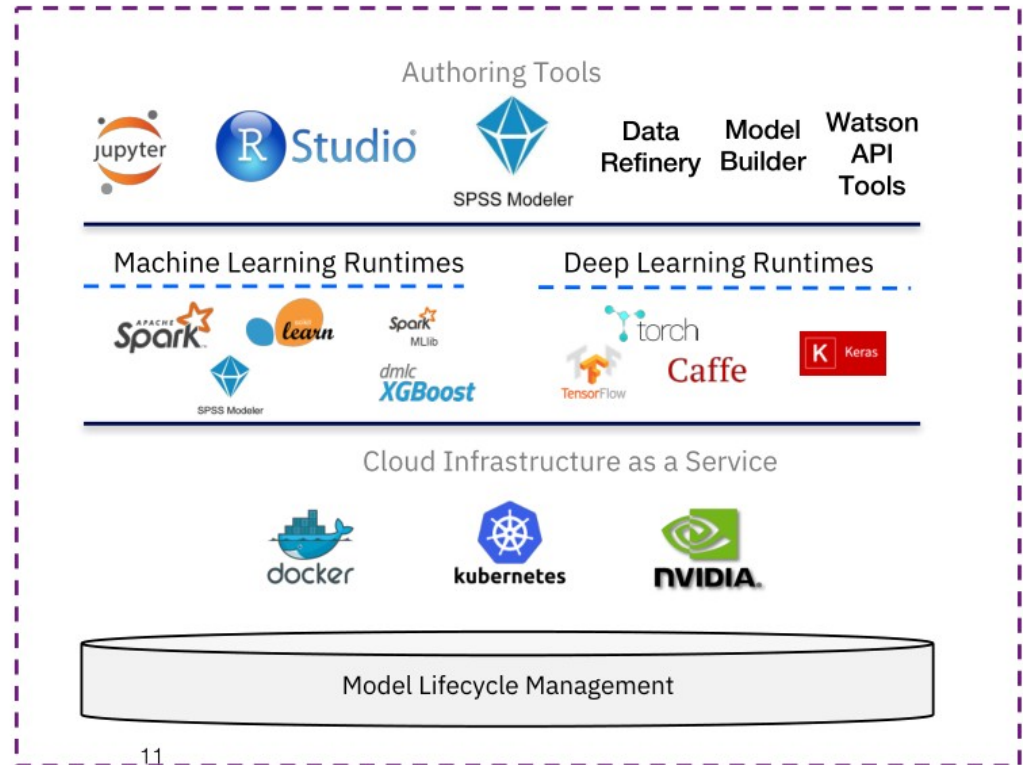 Authoring Tools
jupyter
R Studio
SPSS Modeler
Data
Refinery
Model
Builder
Watson
API
Tools
Machine Learning Runtimes
Deep Learning Runtimes
APACHE
Spark
learn
Spark
MLlib
SPSS Modeler
dmlc
XGBoost
torch
TensorFlow
Caffe
K Keras
Cloud Infrastructure as a Service
docker
kubernetes
NVIDIA.
Model Lifecycle Management
11